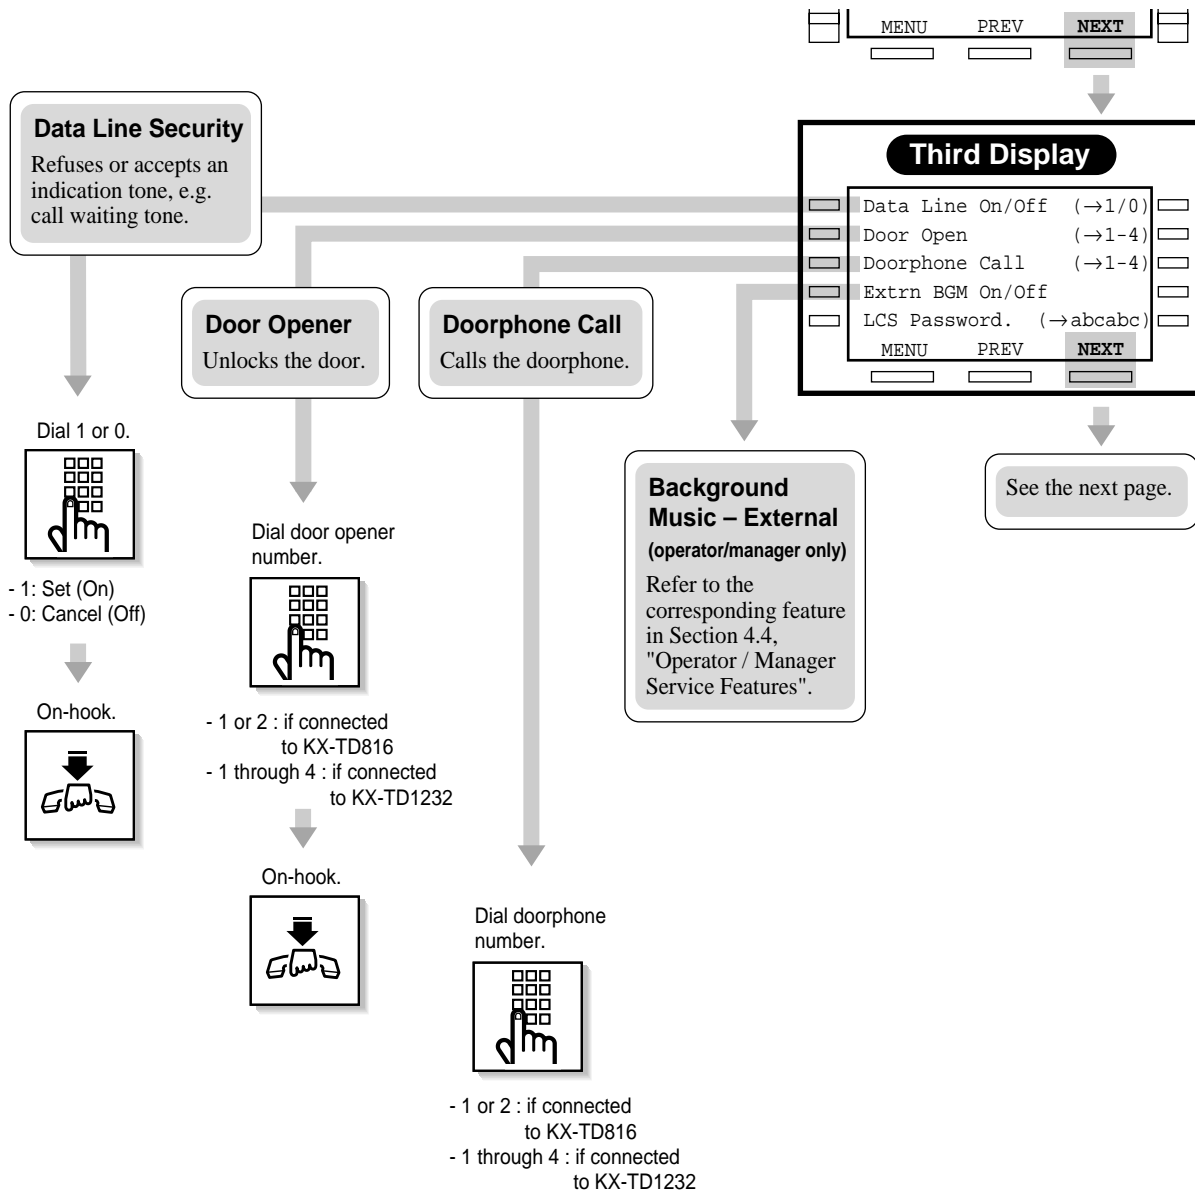 MENU PREV NEXT
Third Display
Data Line On/Off (→1/0)
Door Open (→1-4)
Doorphone Call (→1-4)
Extrn BGM On/Off
LCS Password. (→abcabc)
MENU PREV NEXT
See the next page.
Data Line Security
Refuses or accepts an
indication tone, e.g.
call waiting tone.
Dial 1 or 0.
- 1: Set (On)
- 0: Cancel (Off)
On-hook.
Door Opener
Unlocks the door.
Dial door opener
number.
- 1 or 2 : if connected
to KX-TD816
- 1 through 4 : if connected
to KX-TD1232
On-hook.
Doorphone Call
Calls the doorphone.
Dial doorphone
number.
- 1 or 2 : if connected
to KX-TD816
- 1 through 4 : if connected
to KX-TD1232
Background
Music – External
(operator/manager only)
Refer to the
corresponding feature
in Section 4.4,
"Operator / Manager
Service Features".